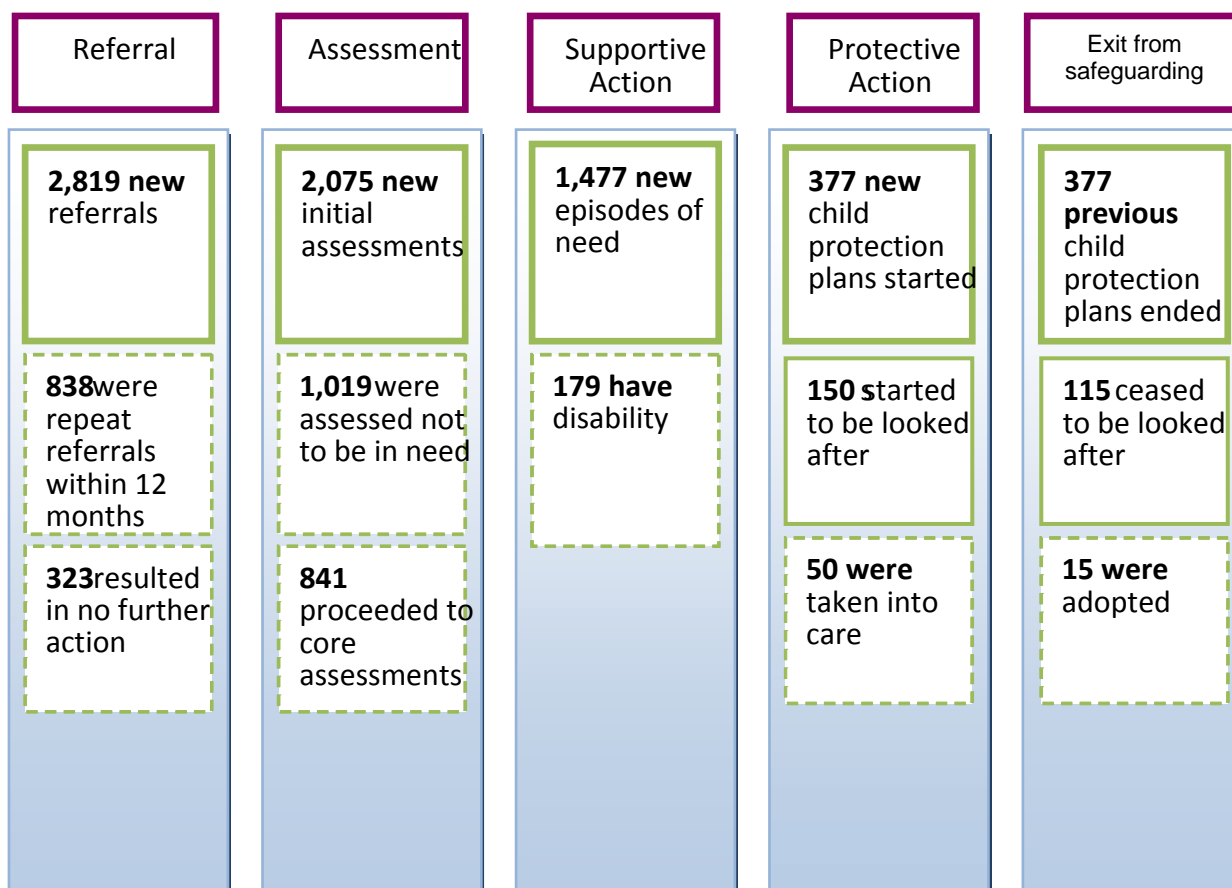 Referral
Assessment
Supportive
Action
Protective
Action
Exit from
safeguarding
2,819 new
referrals
838were
repeat
referrals
within 12
months
323resulted
in no further
action
2,075 new
initial
assessments
1,019were
assessed not
to be in need
841
proceeded to
core
assessments
1,477 new
episodes of
need
179 have
disability
377 new
child
protection
plans started
150 started
to be looked
after
50 were
taken into
care
377
previous
child
protection
plans ended
115 ceased
to be looked
after
15 were
adopted